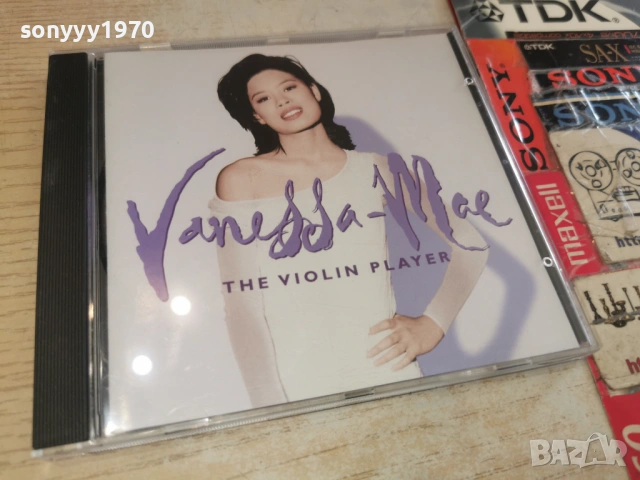 sonyyy1970
Vanessa-Mae
THE VIOLIN PLAYER
TDK
TDK
SA-X
SONY
SONY
maxell
BAZAR